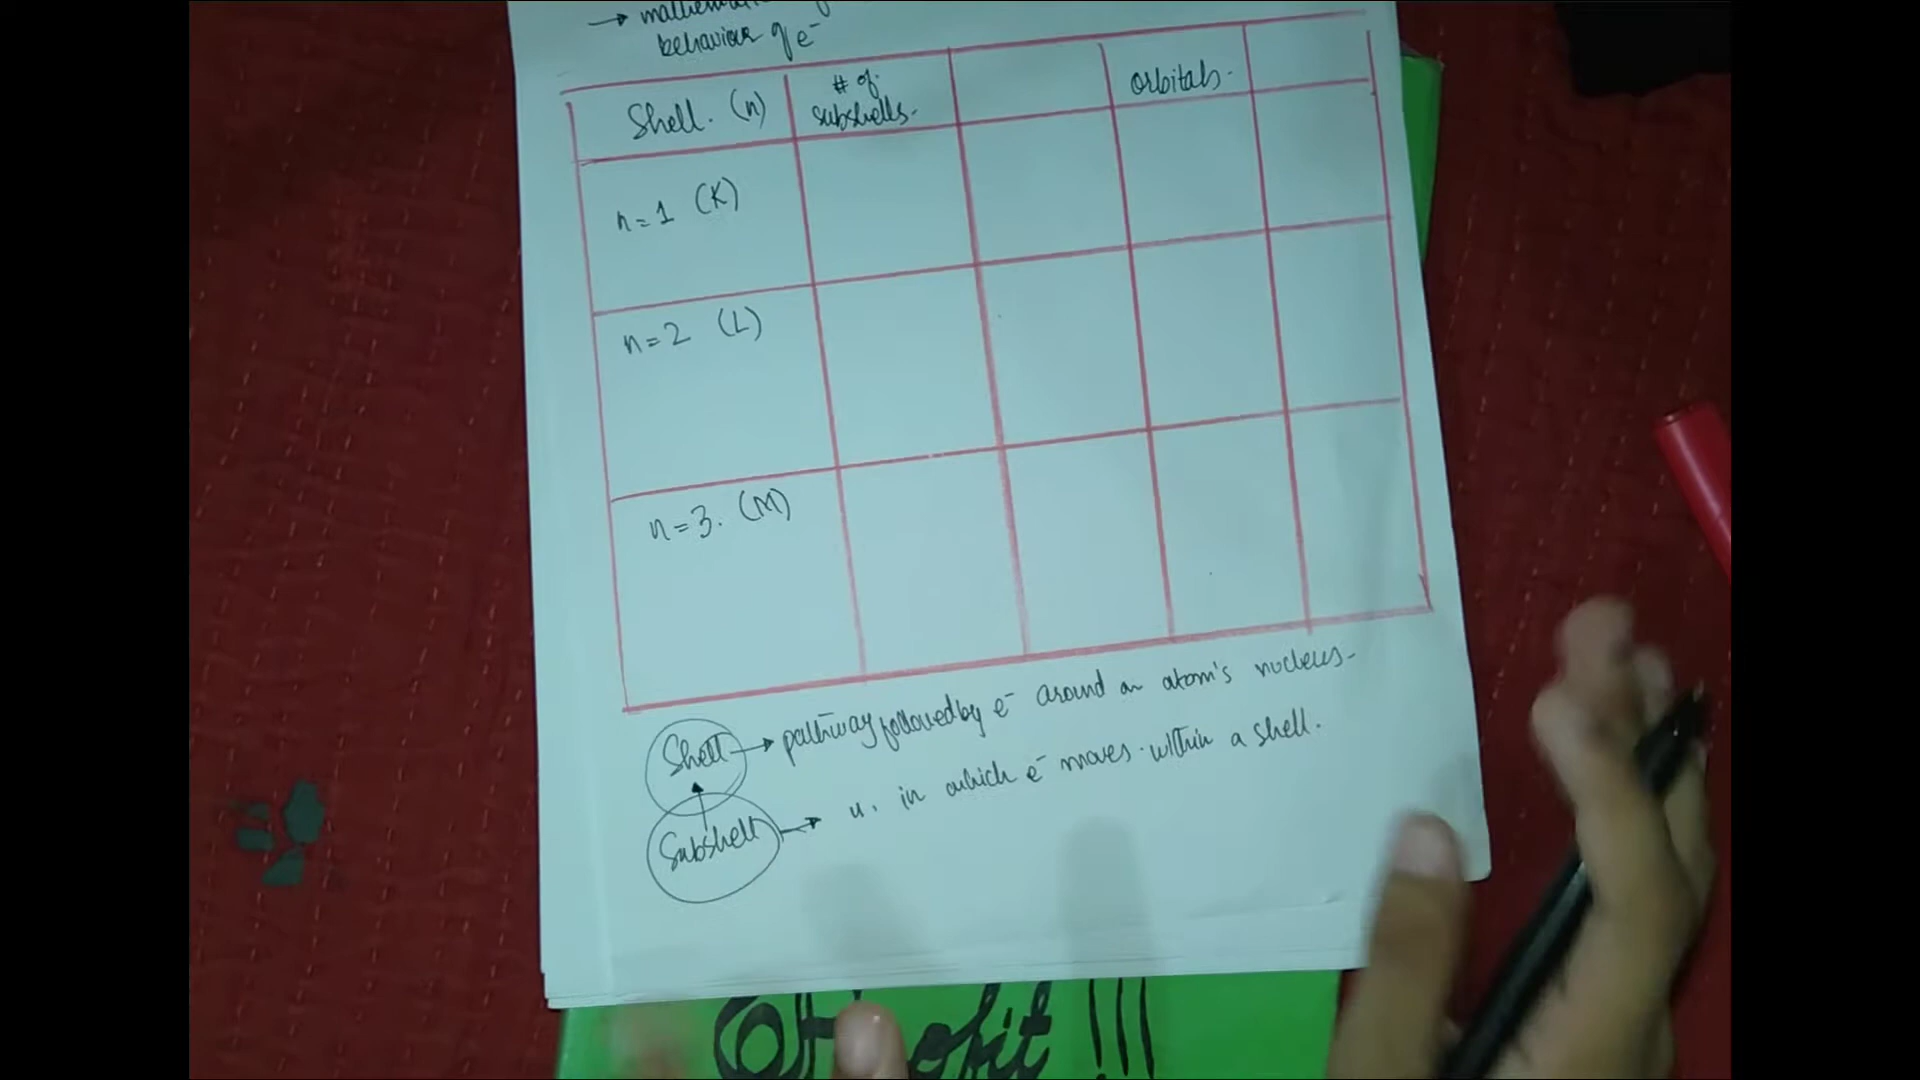 → mathem
behaviour of e⁻
Shell. (n) # of subshells. orbitals.
n=1 (K)
n=2 (L)
n=3. (M)
Shell → pathway followed by e⁻ around an atom's nucleus.
Subshell → u. in which e⁻ moves within a shell.
!!!